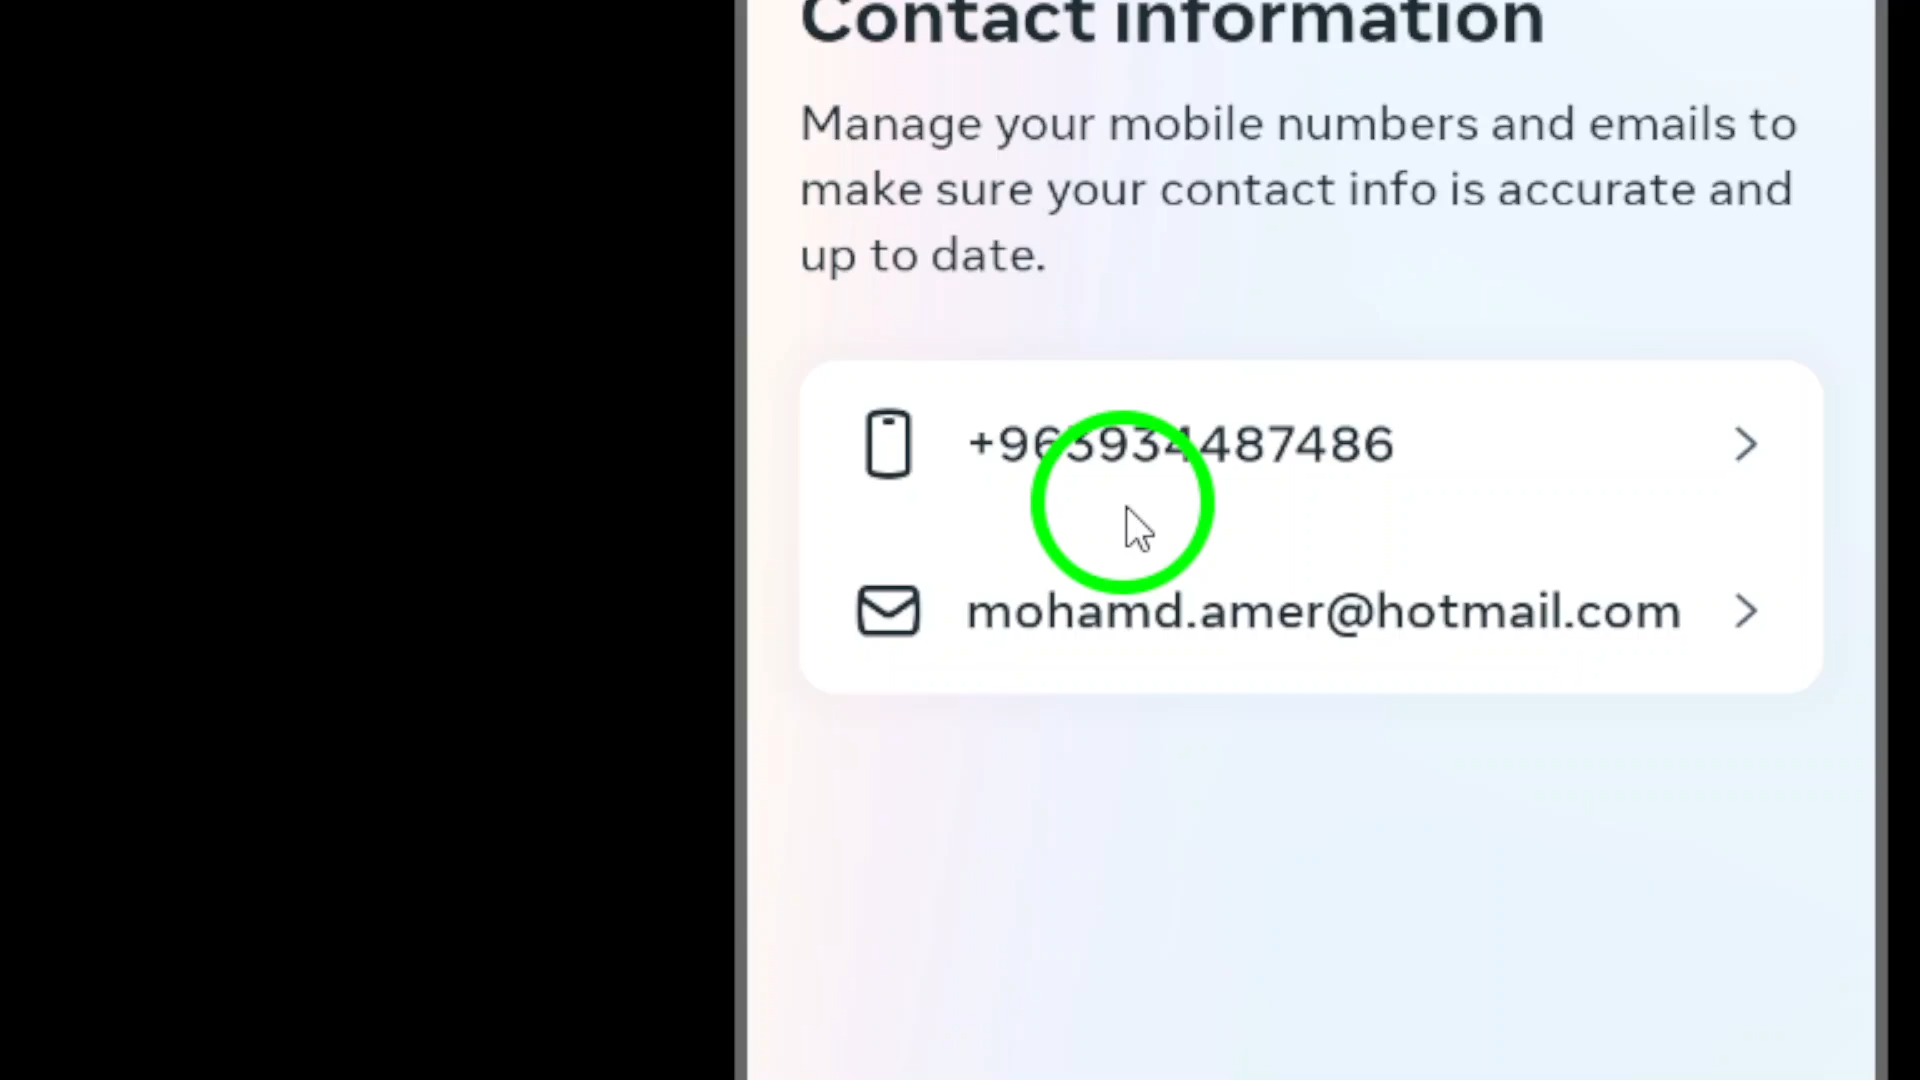 Contact information
Manage your mobile numbers and emails to
make sure your contact info is accurate and
up to date.
+963934487486
mohamd.amer@hotmail.com